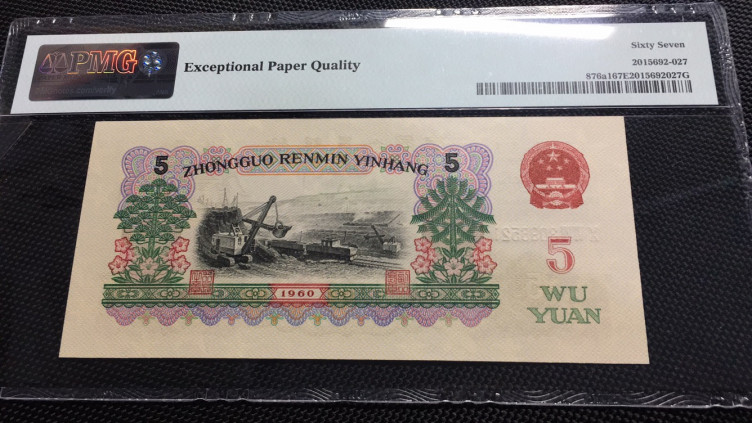 PMG
Exceptional Paper Quality
Sixty Seven
2015692-027
876a167E2015692027G
5 ZHONGGUO RENMIN YINHANG 5
5
1960
WU
YUAN